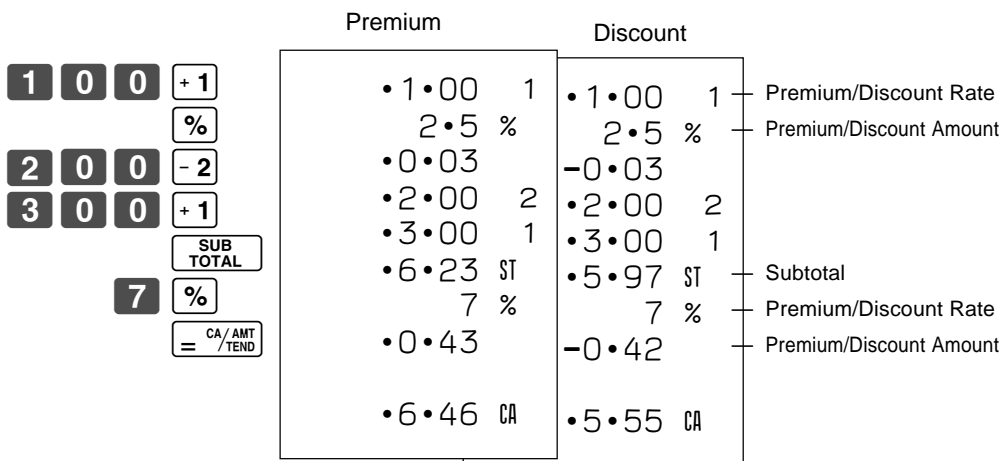 Premium Discount
1 0 0 + 1 •1•00 1 •1•00 1 Premium/Discount Rate
% 2•5 % 2•5 % Premium/Discount Amount
2 0 0 - 2 •0•03 -0•03
3 0 0 + 1 •2•00 2 •2•00 2
•3•00 1 •3•00 1
SUB TOTAL •6•23 ST •5•97 ST Subtotal
7 % 7 % 7 % Premium/Discount Rate
= CA/AMT /TEND •0•43 -0•42 Premium/Discount Amount
•6•46 CA •5•55 CA